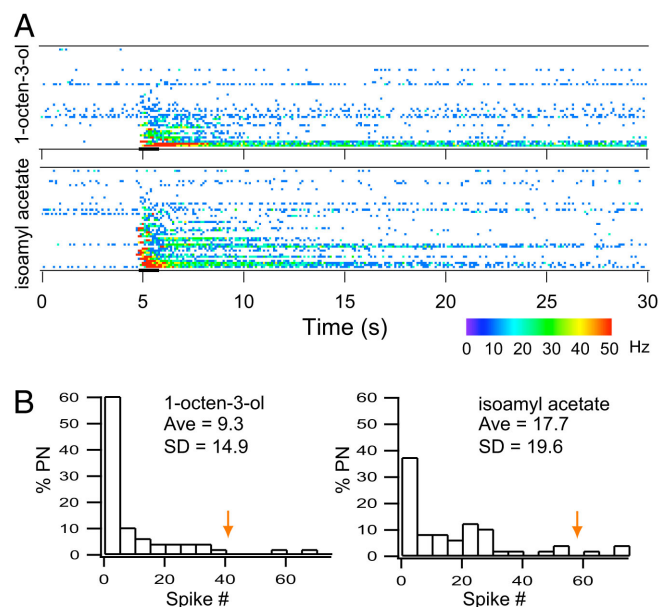 A
1-octen-3-ol
isoamyl acetate
0 5 10 15 20 25 30
Time (s)
0 10 20 30 40 50 Hz
B
60
50
40
30
20
10
0
% PN
1-octen-3-ol
Ave = 9.3
SD = 14.9
0 20 40 60
Spike #
60
50
40
30
20
10
0
% PN
isoamyl acetate
Ave = 17.7
SD = 19.6
0 20 40 60
Spike #